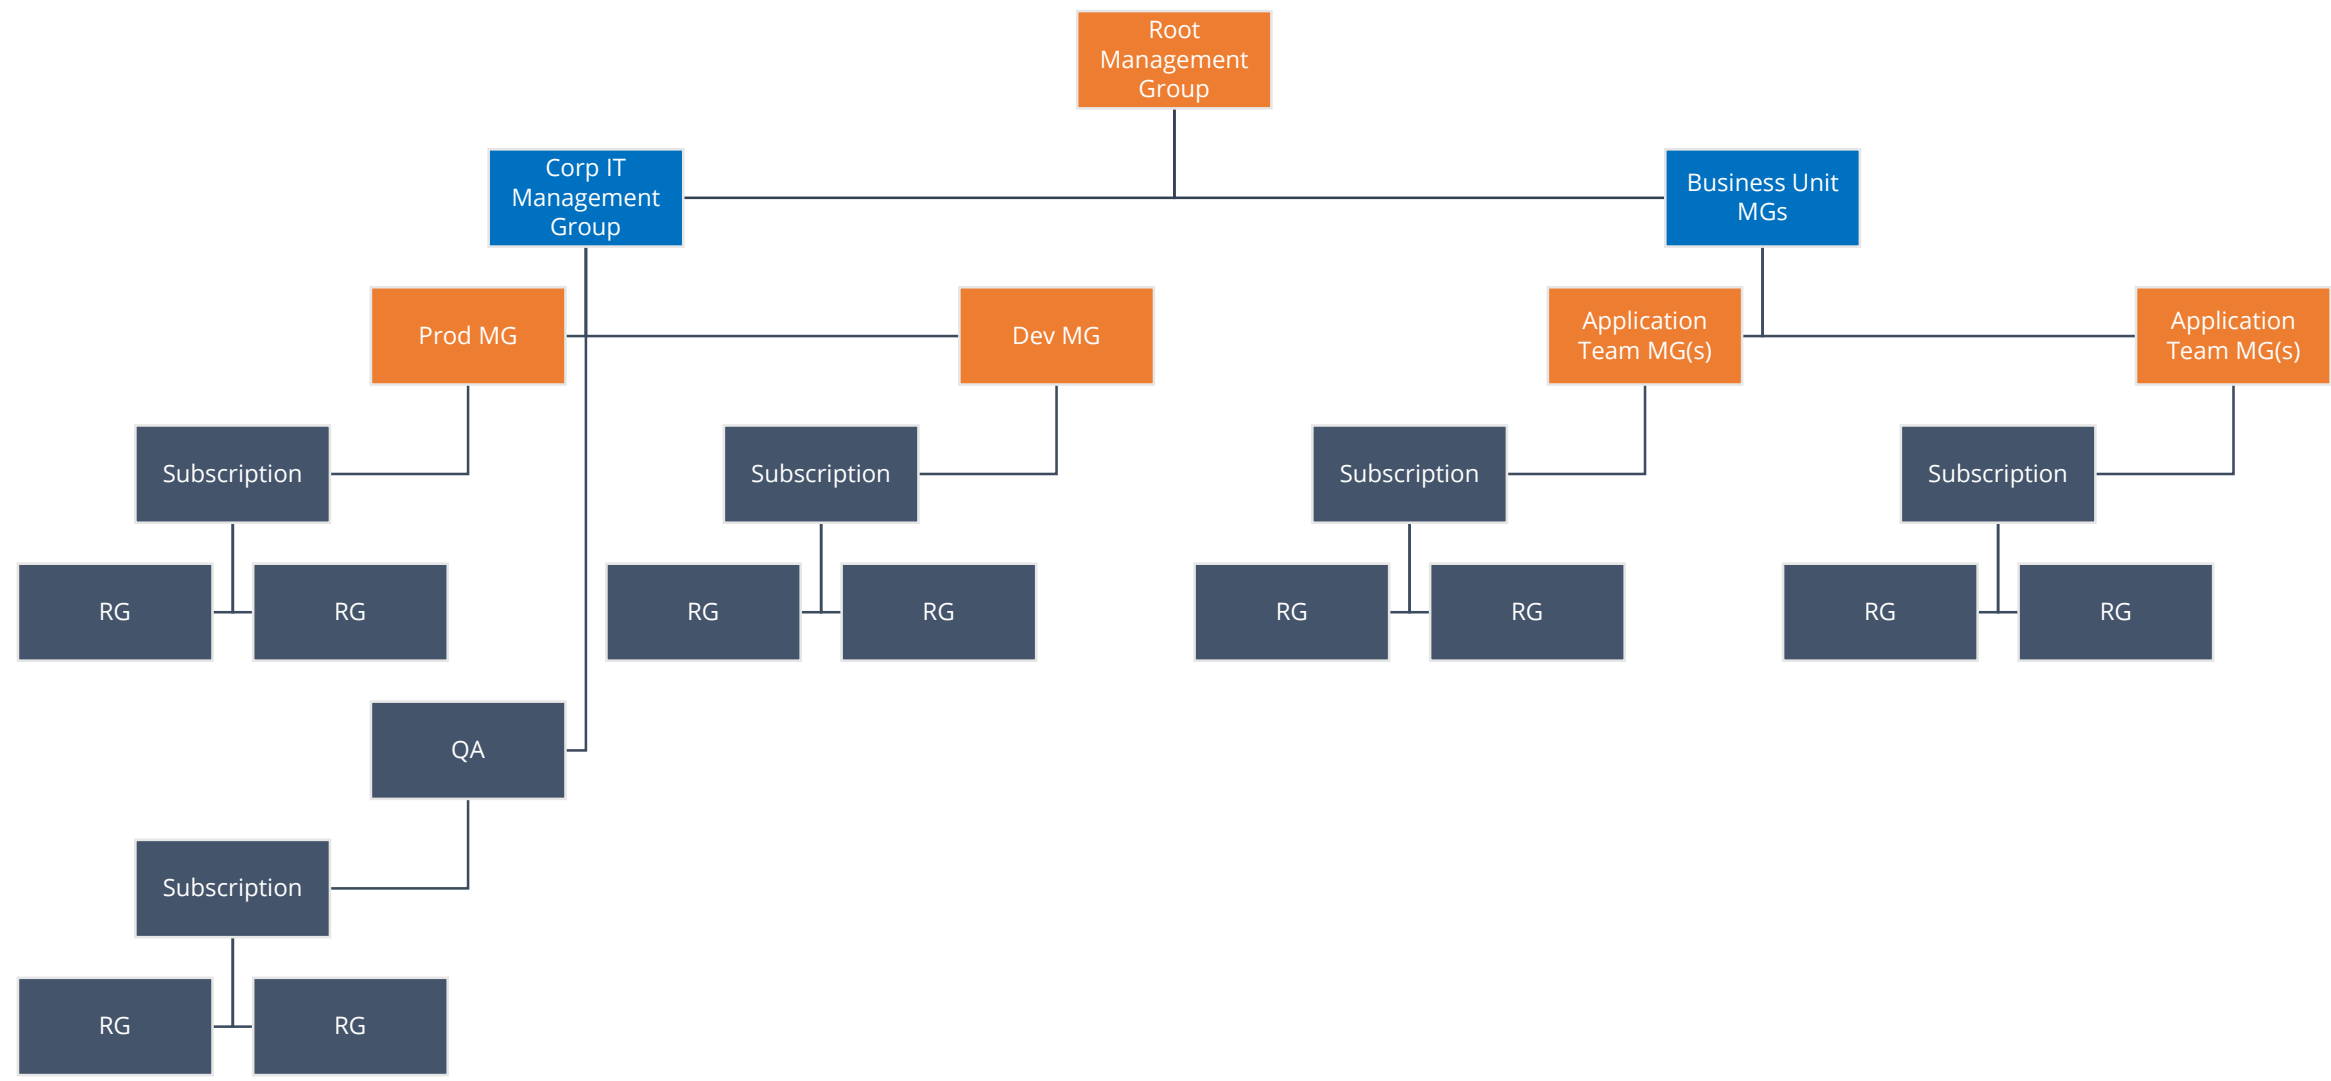 Root
Management
Group
Corp IT
Management
Group
Business Unit
MGs
Prod MG
Dev MG
Application
Team MG(s)
Application
Team MG(s)
Subscription
Subscription
Subscription
Subscription
RG
RG
RG
RG
RG
RG
RG
RG
QA
Subscription
RG
RG